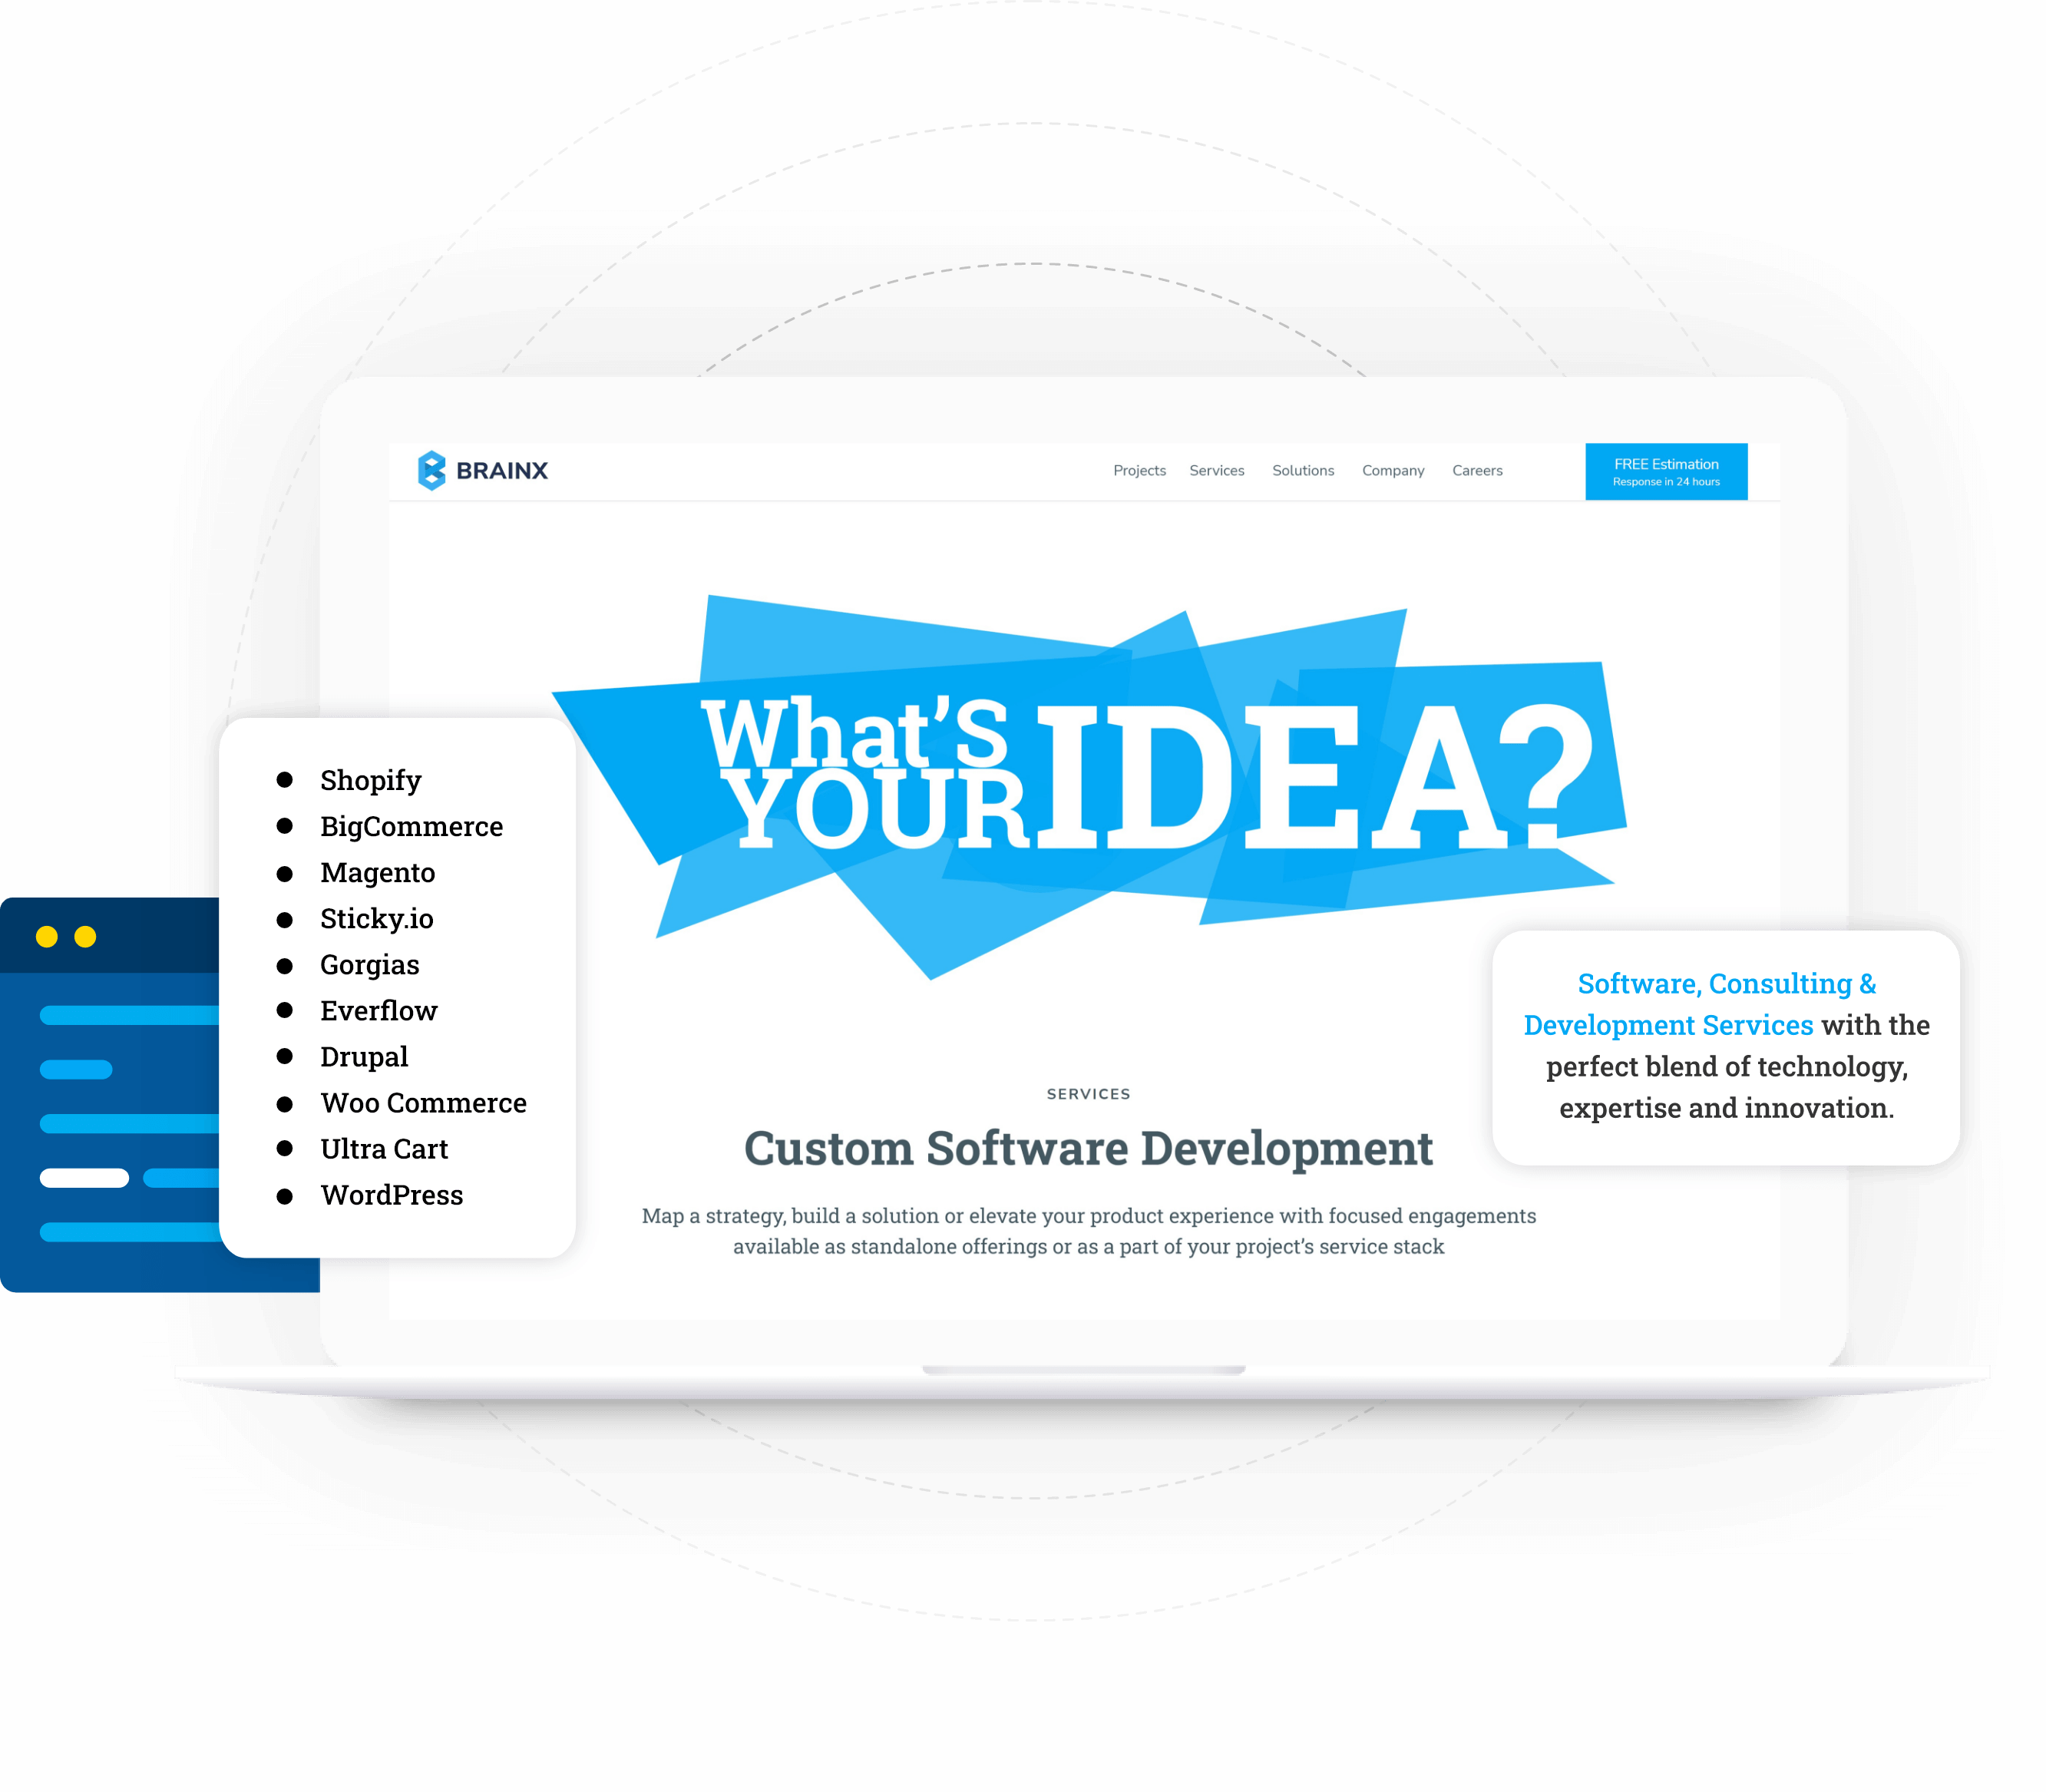 BRAINX
Projects Services Solutions Company Careers
FREE Estimation
Response in 24 hours
What'S
YOUR IDEA?
Shopify
BigCommerce
Magento
Sticky.io
Gorgias
Everflow
Drupal
Woo Commerce
Ultra Cart
WordPress
Software, Consulting &
Development Services with the
perfect blend of technology,
expertise and innovation.
SERVICES
Custom Software Development
Map a strategy, build a solution or elevate your product experience with focused engagements
available as standalone offerings or as a part of your project’s service stack